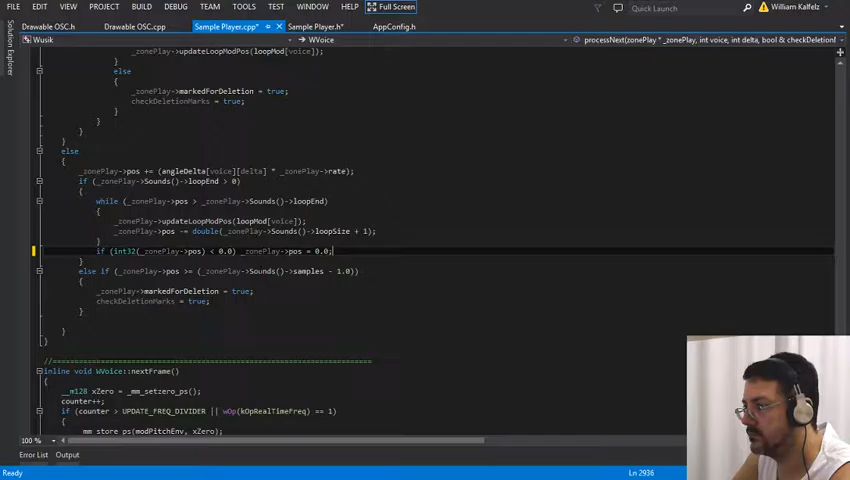 FILE EDIT VIEW PROJECT BUILD DEBUG TEAM TOOLS TEST WINDOW HELP Full Screen Quick Launch William Kalfelz
Drawable OSC.h Drawable OSC.cpp Sample Player.cpp* Sample Player.h* AppConfig.h
Solution Explorer
Wusik WVoice processNext(zonePlay * _zonePlay, int voice, int delta, bool & checkDeletionM
_zonePlay->updateLoopModPos(loopMod[voice]);
}
else
{
_zonePlay->markedForDeletion = true;
checkDeletionMarks = true;
}
}
}
}
else
{
_zonePlay->pos += (angleDelta[voice][delta] * _zonePlay->rate);
if (_zonePlay->Sounds()->loopEnd > 0)
{
while (_zonePlay->pos > _zonePlay->Sounds()->loopEnd)
{
_zonePlay->updateLoopModPos(loopMod[voice]);
_zonePlay->pos -= double(_zonePlay->Sounds()->loopSize + 1);
}
if (int32(_zonePlay->pos) < 0.0) _zonePlay->pos = 0.0;
}
else if (_zonePlay->pos >= (_zonePlay->Sounds()->samples - 1.0))
{
_zonePlay->markedForDeletion = true;
checkDeletionMarks = true;
}
}
}
//==========================================================================
inline void WVoice::nextFrame()
{
__m128 xZero = _mm_setzero_ps();
counter++;
if (counter > UPDATE_FREQ_DIVIDER || wOp(kOpRealTimeFreq) == 1)
{
_mm_store_ps(modPitchEnv, xZero);
100 %
Error List Output
Ready Ln 2936